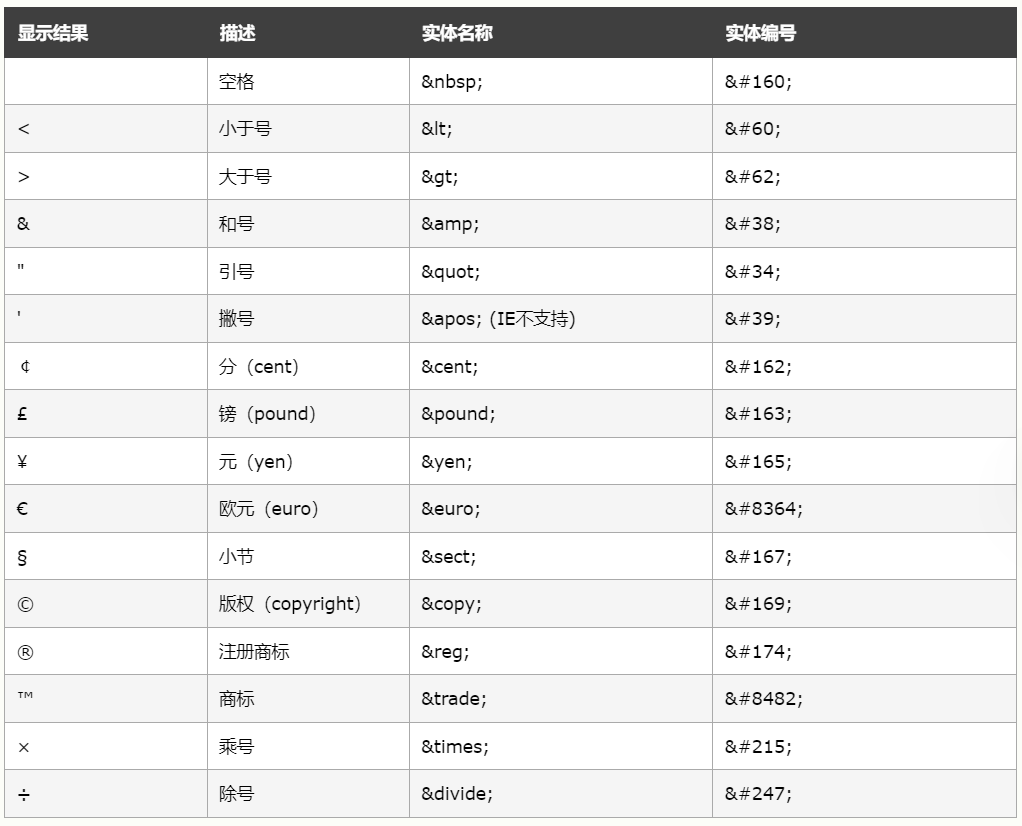 显示结果 描述 实体名称 实体编号
空格 &nbsp; &#160;
< 小于号 &lt; &#60;
> 大于号 &gt; &#62;
& 和号 &amp; &#38;
" 引号 &quot; &#34;
' 撇号 &apos; (IE不支持) &#39;
￠ 分（cent） &cent; &#162;
£ 镑（pound） &pound; &#163;
¥ 元（yen） &yen; &#165;
€ 欧元（euro） &euro; &#8364;
§ 小节 &sect; &#167;
© 版权（copyright） &copy; &#169;
® 注册商标 &reg; &#174;
™ 商标 &trade; &#8482;
× 乘号 &times; &#215;
÷ 除号 &divide; &#247;